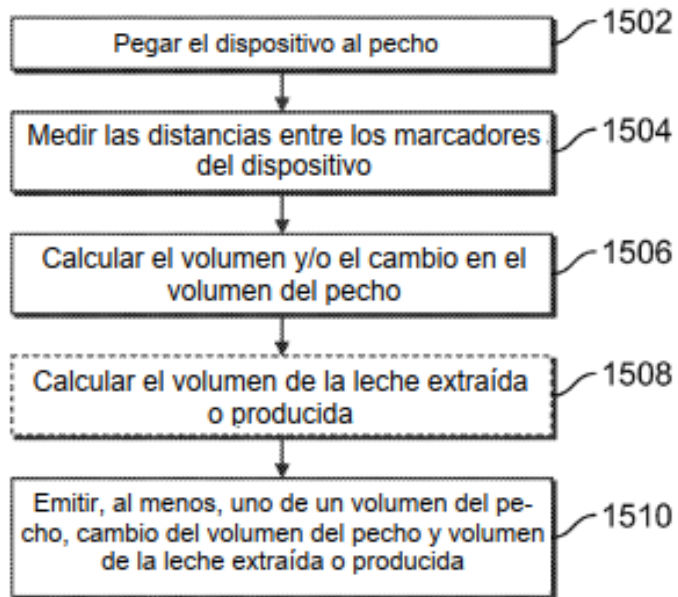 Pegar el dispositivo al pecho
1502
Medir las distancias entre los marcadores
del dispositivo
1504
Calcular el volumen y/o el cambio en el
volumen del pecho
1506
Calcular el volumen de la leche extraída
o producida
1508
Emitir, al menos, uno de un volumen del pe-
cho, cambio del volumen del pecho y volumen
de la leche extraída o producida
1510